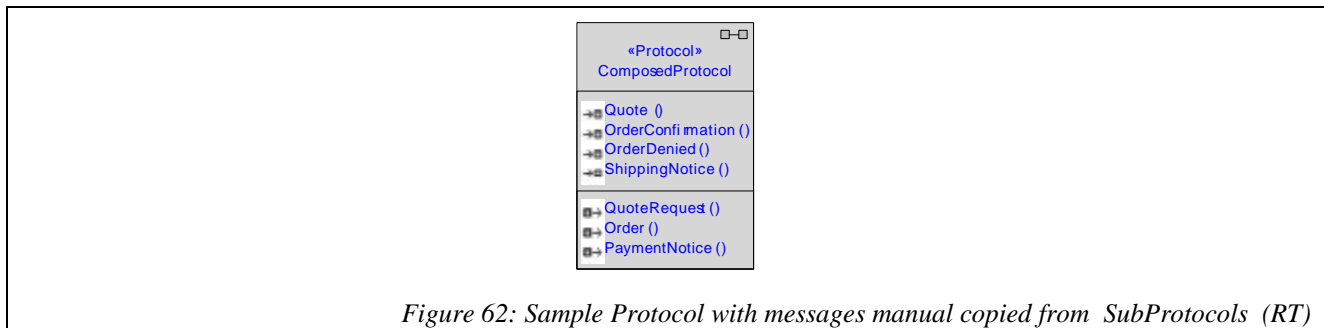 «Protocol»
ComposedProtocol
Quote ()
OrderConfirmation ()
OrderDenied ()
ShippingNotice ()
QuoteRequest ()
Order ()
PaymentNotice ()
Figure 62: Sample Protocol with messages manual copied from SubProtocols (RT)